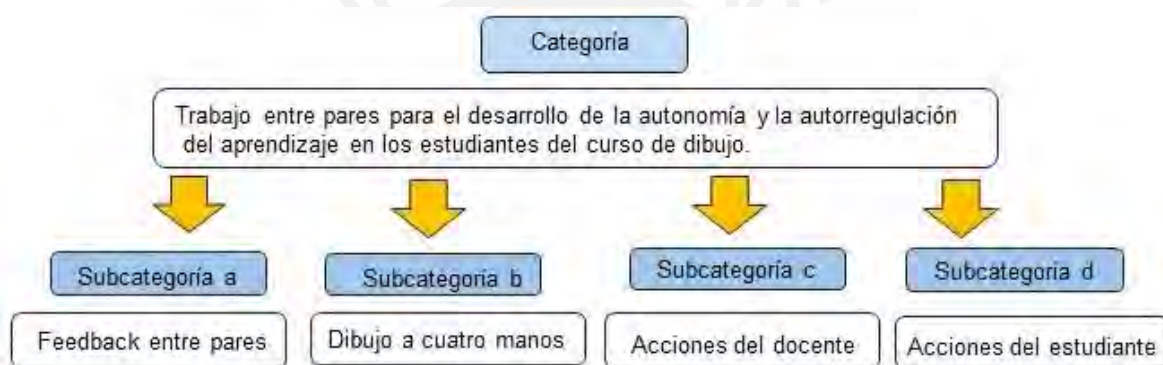 Categoría
Trabajo entre pares para el desarrollo de la autonomía y la autorregulación
del aprendizaje en los estudiantes del curso de dibujo.
Subcategoría a
Subcategoría b
Subcategoría c
Subcategoría d
Feedback entre pares
Dibujo a cuatro manos
Acciones del docente
Acciones del estudiante